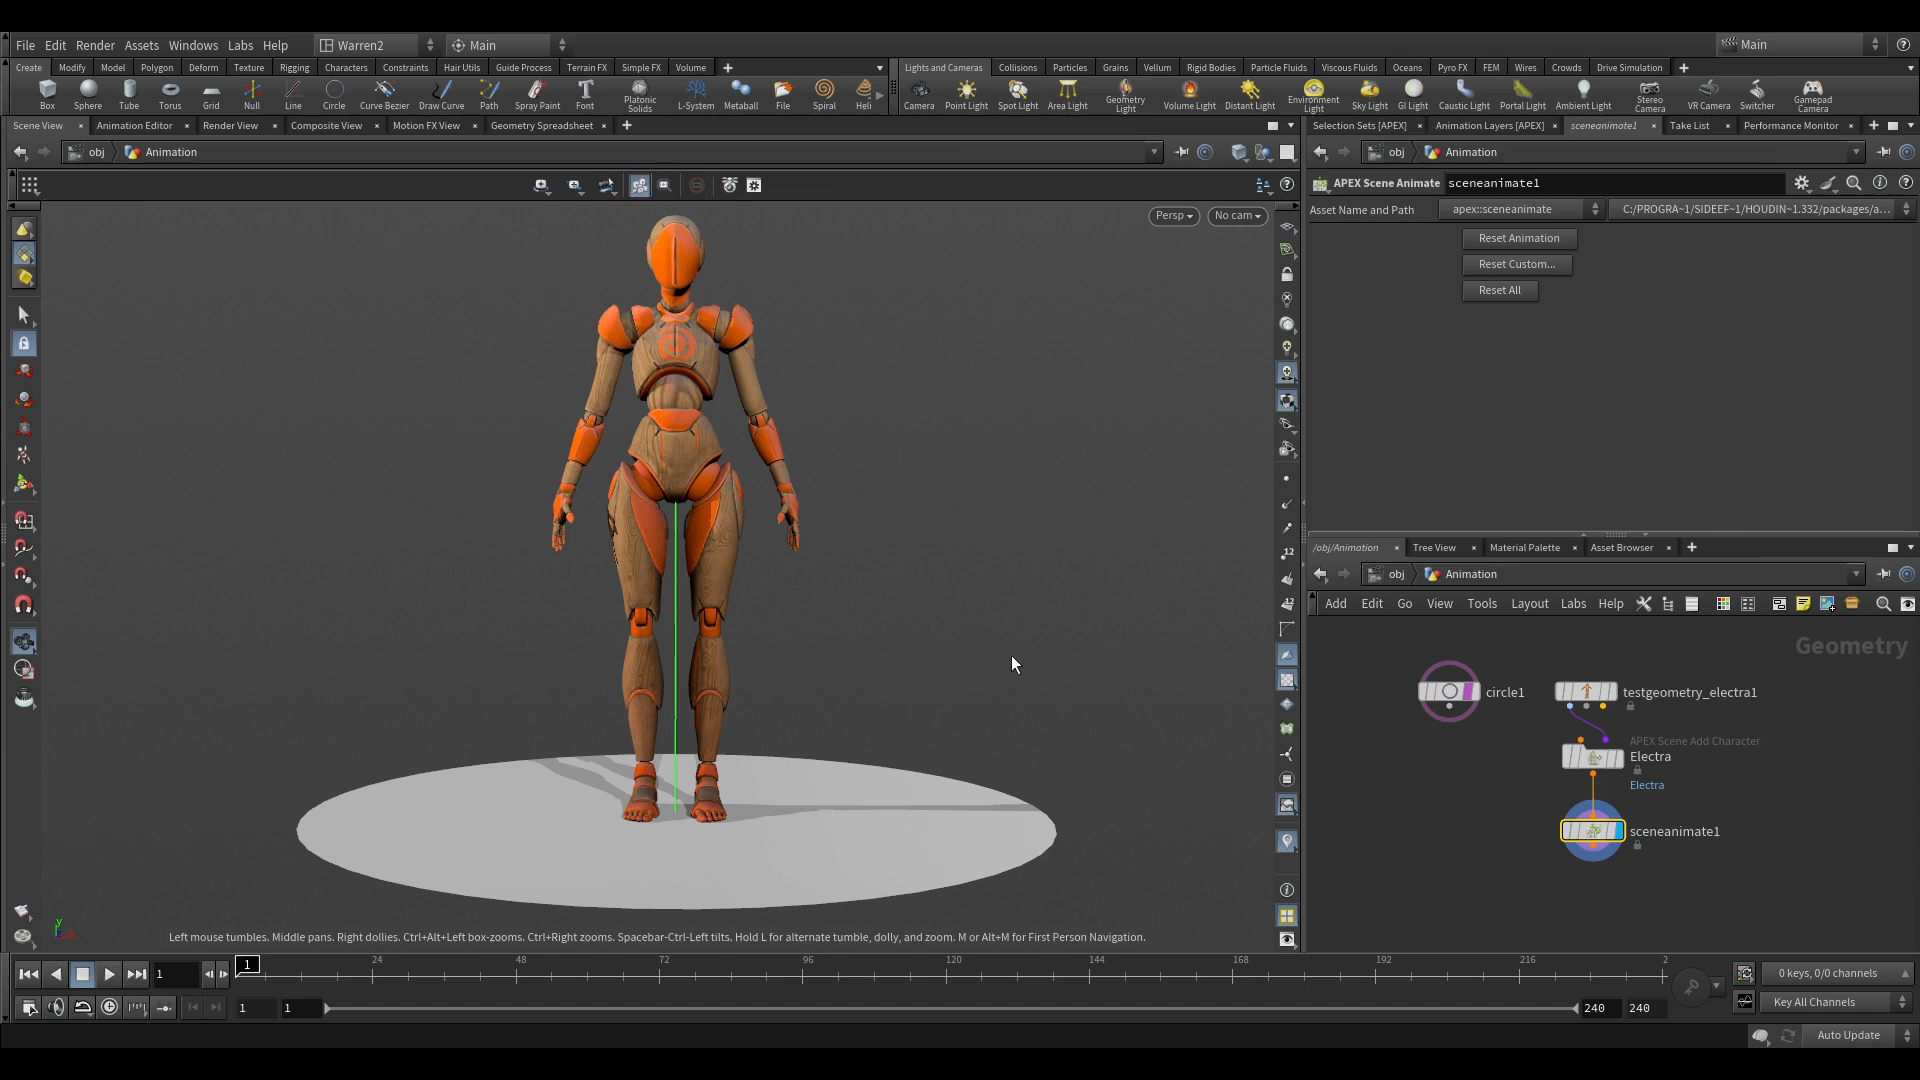 File Edit Render Assets Windows Labs Help Warren2 Main Main
Create Modify Model Polygon Deform Texture Rigging Characters Constraints Hair Utils Guide Process Terrain FX Simple FX Volume
Lights and Cameras Collisions Particles Grains Vellum Rigid Bodies Particle Fluids Viscous Fluids Oceans Pyro FX FEM Wires Crowds Drive Simulation
Box Sphere Tube Torus Grid Null Line Circle Curve Bezier Draw Curve Path Spray Paint Font Platonic Solids L-System Metaball File Spiral Heli
Camera Point Light Spot Light Area Light Geometry Light Volume Light Distant Light Environment Light Sky Light GI Light Caustic Light Portal Light Ambient Light Stereo Camera VR Camera Switcher Gamepad Camera
Scene View Animation Editor Render View Composite View Motion FX View Geometry Spreadsheet
Selection Sets [APEX] Animation Layers [APEX] sceneanimate1 Take List Performance Monitor
obj Animation
obj Animation
APEX Scene Animate sceneanimate1
Asset Name and Path apex::sceneanimate C:/PROGRA~1/SIDEEF~1/HOUDIN~1.332/packages/a...
Persp No cam
Reset Animation
Reset Custom...
Reset All
12
12
/obj/Animation Tree View Material Palette Asset Browser
obj Animation
Add Edit Go View Tools Layout Labs Help
Geometry
circle1
testgeometry_electra1
APEX Scene Add Character
Electra
Electra
sceneanimate1
y
Left mouse tumbles. Middle pans. Right dollies. Ctrl+Alt+Left box-zooms. Ctrl+Right zooms. Spacebar-Ctrl-Left tilts. Hold L for alternate tumble, dolly, and zoom. M or Alt+M for First Person Navigation.
1 1 24 48 72 96 120 144 168 192 216 2
0 keys, 0/0 channels
1 1 240 240
Key All Channels
Auto Update